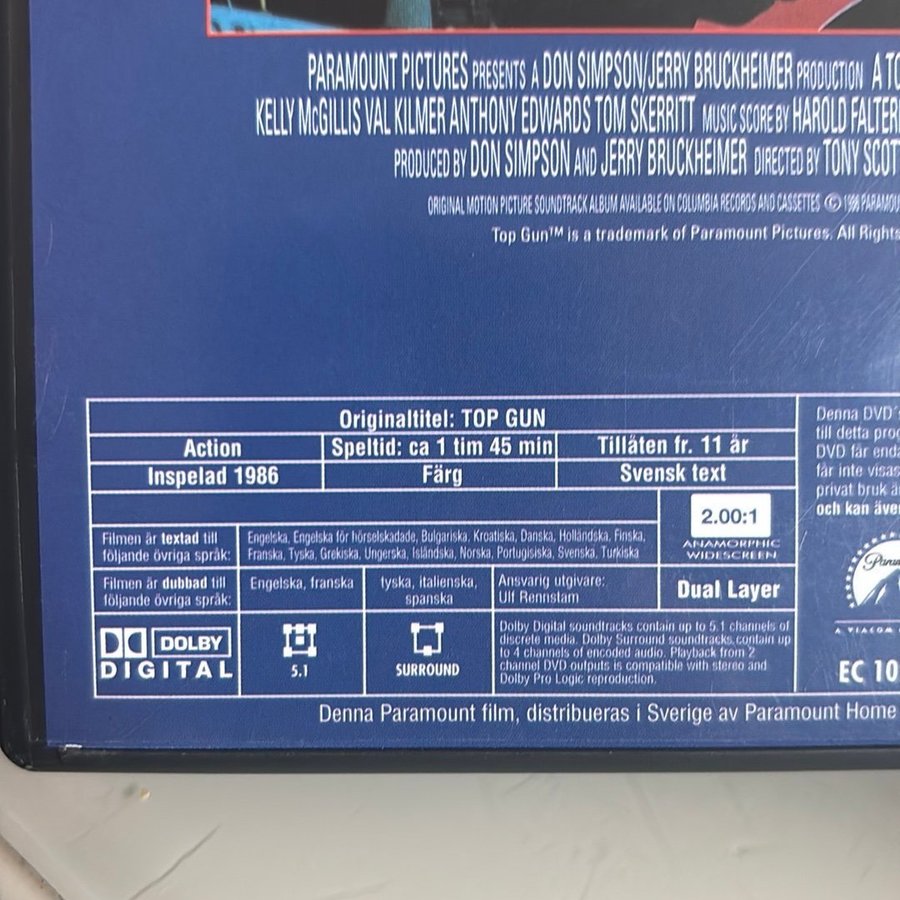 PARAMOUNT PICTURES PRESENTS A DON SIMPSON/JERRY BRUCKHEIMER PRODUCTION A
KELLY McGILLIS VAL KILMER ANTHONY EDWARDS TOM SKERRITT MUSIC SCORE BY HAROLD
PRODUCED BY DON SIMPSON AND JERRY BRUCKHEIMER DIRECTED BY TONY SCOT
ORIGINAL MOTION PICTURE SOUNDTRACK ALBUM AVAILABLE ON COLUMBIA RECORDS AND CASSETTES © 1986 PARAMOU
Top Gun™ is a trademark of Paramount Pictures. All Rights
Originaltitel: TOP GUN
Action
Speltid: ca 1 tim 45 min
Tillåten fr. 11 år
Inspelad 1986
Färg
Svensk text
2.00:1
ANAMORPHIC
WIDESCREEN
Filmen är textad till
följande övriga språk:
Engelska, Engelska för hörselskadade, Bulgariska, Kroatiska, Danska, Holländska, Finska,
Franska, Tyska, Grekiska, Ungerska, Isländska, Norska, Portugisiska, Svenska, Turkiska
Filmen är dubbad till
följande övriga språk:
Engelska, franska
tyska, italienska,
spanska
Ansvarig utgivare:
Ulf Rennstam
Dual Layer
DOLBY
DIGITAL
5.1
SURROUND
Dolby Digital soundtracks contain up to 5.1 channels of
discrete media. Dolby Surround soundtracks contain up
to 4 channels of encoded audio. Playback from 2
channel DVD outputs is compatible with stereo and
Dolby Pro Logic reproduction.
Denna DVD
till detta
DVD får
får inte visas
privat bruk
och kan
A VIACOM
EC 10
Denna Paramount film, distribueras i Sverige av Paramount Home